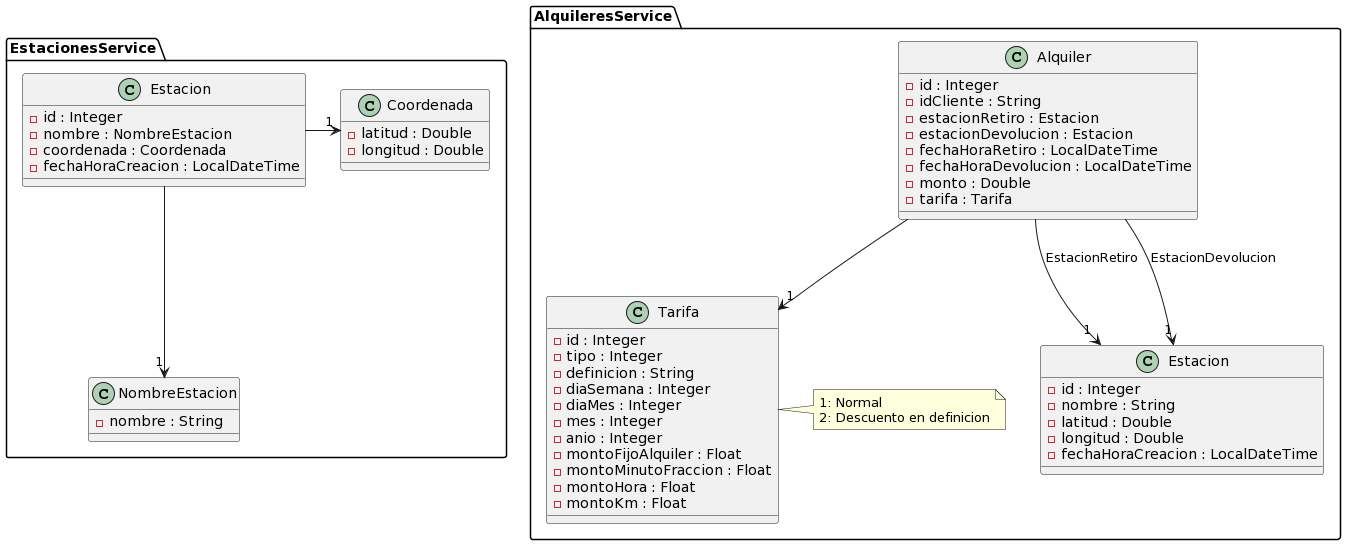 EstacionesService
C Estacion
id : Integer
nombre : NombreEstacion
coordenada : Coordenada
fechaHoraCreacion : LocalDateTime
1
C Coordenada
latitud : Double
longitud : Double
1
C NombreEstacion
nombre : String
AlquileresService
C Alquiler
id : Integer
idCliente : String
estacionRetiro : Estacion
estacionDevolucion : Estacion
fechaHoraRetiro : LocalDateTime
fechaHoraDevolucion : LocalDateTime
monto : Double
tarifa : Tarifa
EstacionRetiro
EstacionDevolucion
1
1
1
C Tarifa
id : Integer
tipo : Integer
definicion : String
diaSemana : Integer
diaMes : Integer
mes : Integer
anio : Integer
montoFijoAlquiler : Float
montoMinutoFraccion : Float
montoHora : Float
montoKm : Float
1: Normal
2: Descuento en definicion
C Estacion
id : Integer
nombre : String
latitud : Double
longitud : Double
fechaHoraCreacion : LocalDateTime